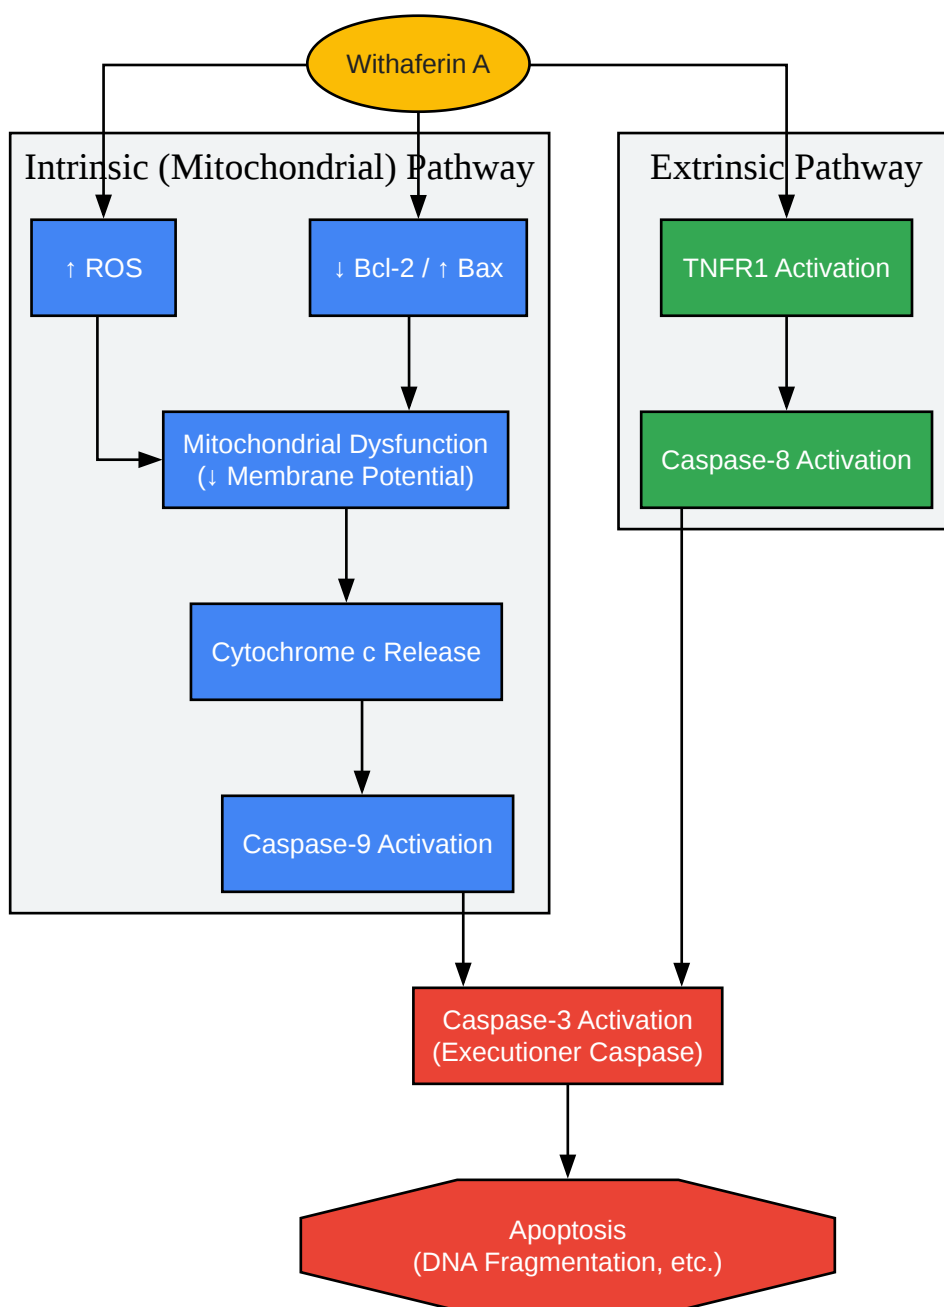 Withaferin A
Intrinsic (Mitochondrial) Pathway
Extrinsic Pathway
↑ ROS
↓ Bcl-2 / ↑ Bax
TNFR1 Activation
Mitochondrial Dysfunction
(↓ Membrane Potential)
Caspase-8 Activation
Cytochrome c Release
Caspase-9 Activation
Caspase-3 Activation
(Executioner Caspase)
Apoptosis
(DNA Fragmentation, etc.)